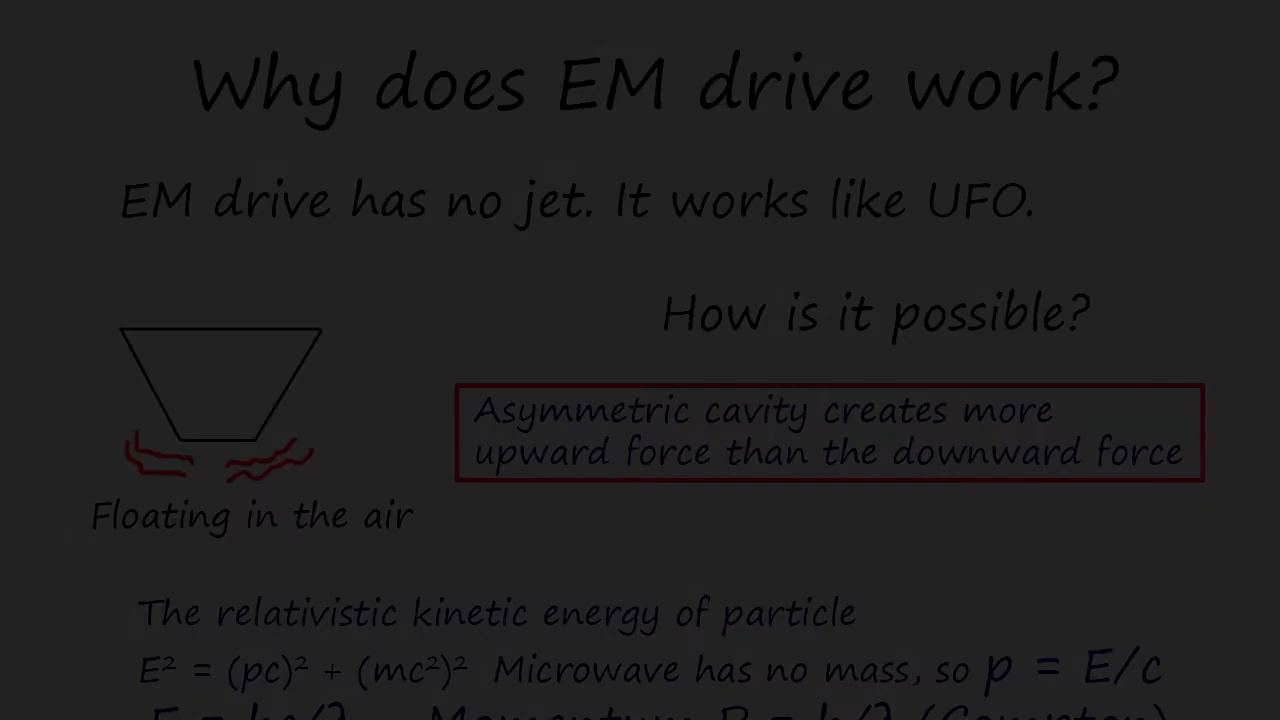 Why does EM drive work?
EM drive has no jet. It works like UFO.
How is it possible?
Asymmetric cavity creates more
upward force than the downward force
Floating in the air
The relativistic kinetic energy of particle
E² = (pc)² + (mc²)² Microwave has no mass, so p = E/c